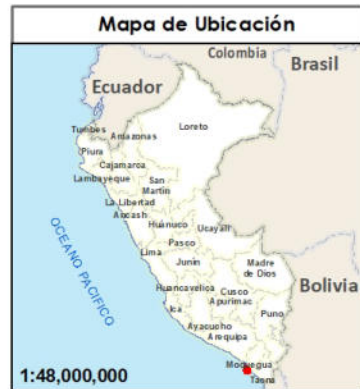 Mapa de Ubicación
Colombia
Brasil
Ecuador
Loreto
Tumbes
Amazonas
Piura
Cajamarca
Lambayeque
San
Martín
La Libertad
Ancash
Huánuco
Ucayali
Pasco
OCEANO PACIFICO
Lima
Junín
Madre
de Dios
Bolivia
Huancavelica
Cusco
Apurimac
Ica
Puno
Ayacucho
Arequipa
Moquegua
Tacna
1:48,000,000